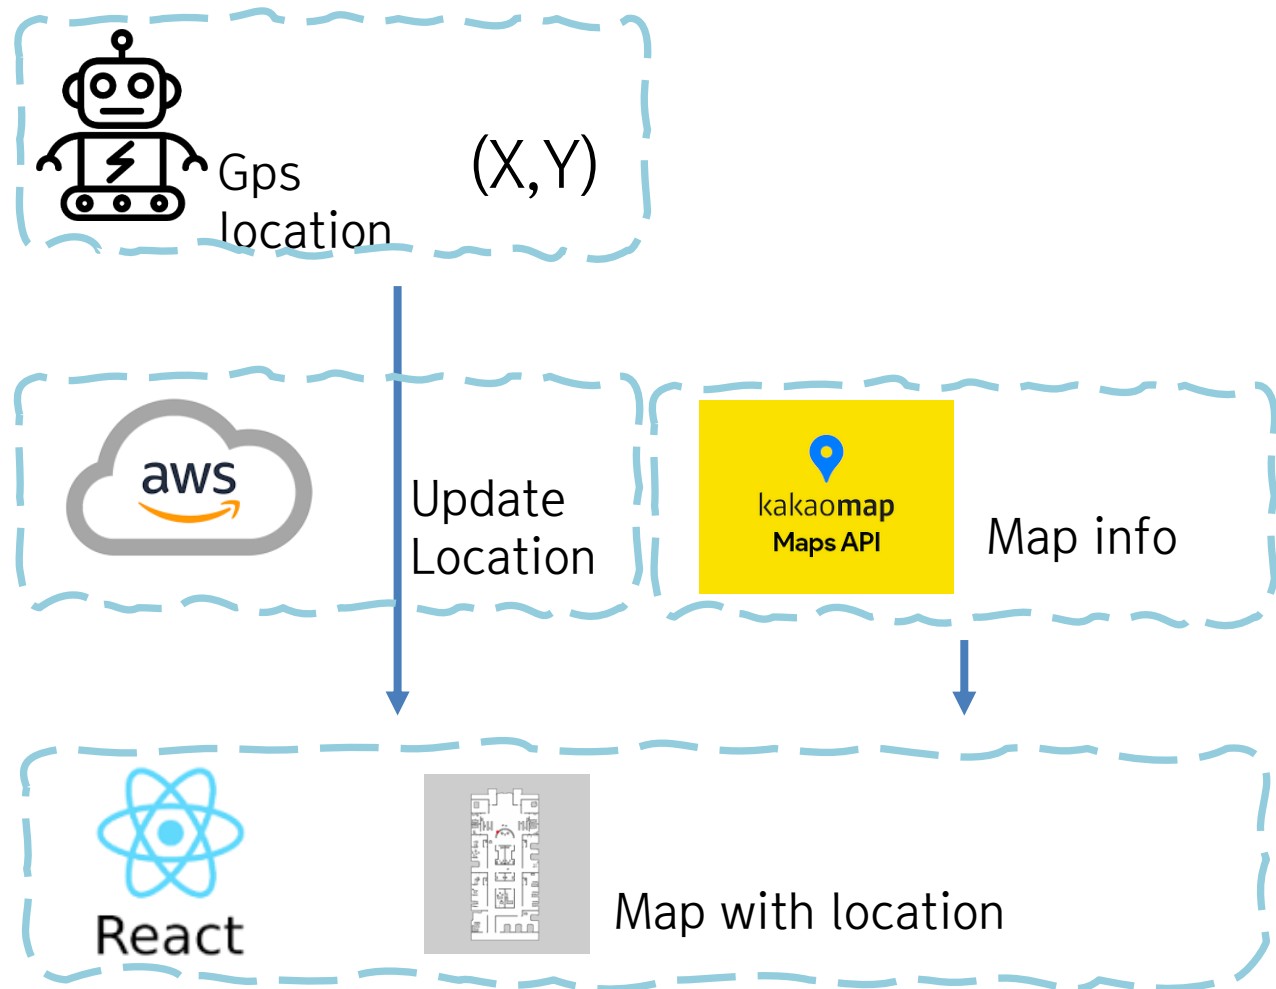 Gps
location
(X,Y)
aws
Update
Location
kakaomap
Maps API
Map info
React
Map with location